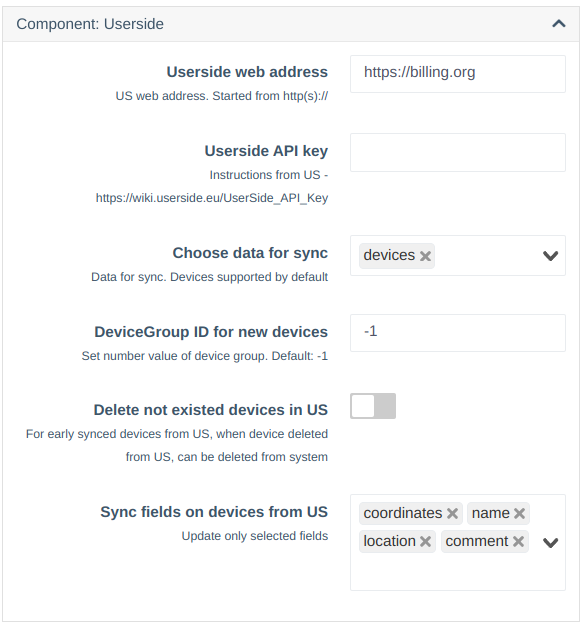 Component: Userside
Userside web address
https://billing.org
US web address. Started from http(s)://
Userside API key
Instructions from US -
https://wiki.userside.eu/UserSide_API_Key
Choose data for sync
devices
Data for sync. Devices supported by default
DeviceGroup ID for new devices
-1
Set number value of device group. Default: -1
Delete not existed devices in US
For early synced devices from US, when device deleted
from US, can be deleted from system
Sync fields on devices from US
Update only selected fields
coordinates name
location comment